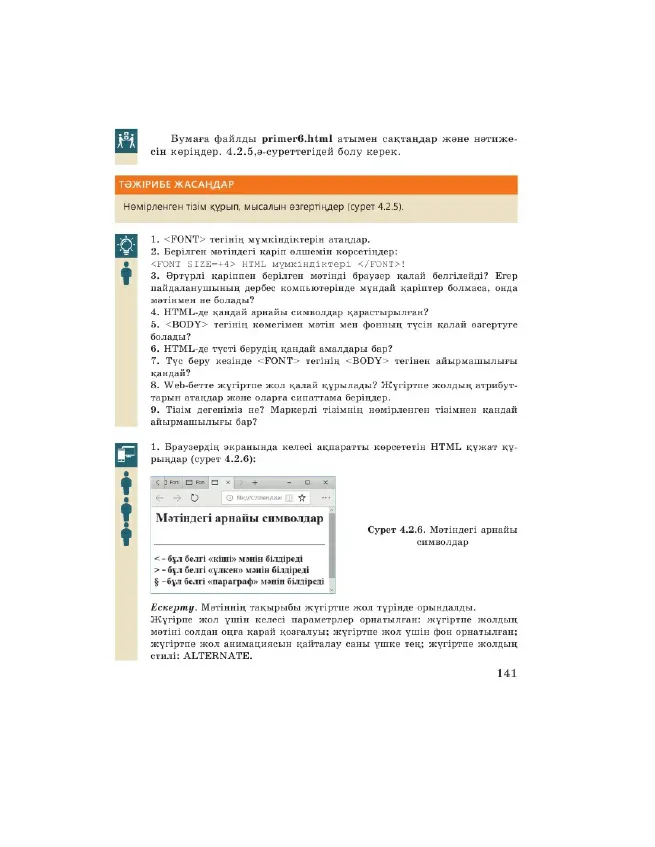 Бумаға файлды primer6.html атымен сақтаңдар және нәтиже-
сін көріңдер. 4.2.5,ә-суреттегідей болу керек.
ТӘЖІРИБЕ ЖАСАҢДАР
Нөмірленген тізім құрып, мысалын өзгертіңдер (сурет 4.2.5).
1. <FONT> тегінің мүмкіндіктерін атаңдар.
2. Берілген мәтіндегі қаріп өлшемін көрсетіңдер:
<FONT SIZE=+4> HTML мүмкіндіктері </FONT>!
3. Әртүрлі қаріппен берілген мәтінді браузер қалай белгілейді? Егер
пайдаланушының дербес компьютерінде мұндай қаріптер болмаса, онда
мәтінмен не болады?
4. HTML-де қандай арнайы символдар қарастырылған?
5. <BODY> тегінің көмегімен мәтін мен фонның түсін қалай өзгертуге
болады?
6. HTML-де түсті берудің қандай амалдары бар?
7. Түс беру кезінде <FONT> тегінің <BODY> тегінен айырмашылығы
қандай?
8. Web-бетте жүгіртпе жол қалай құрылады? Жүгіртпе жолдың атрибут-
тарын атаңдар және оларға сипаттама беріңдер.
9. Тізім дегеніміз не? Маркерлі тізімнің нөмірленген тізімнен қандай
айырмашылығы бар?
1. Браузердің экранында келесі ақпаратты көрсететін HTML құжат құ-
рыңдар (сурет 4.2.6):
Мәтіндегі арнайы символдар
< - бұл белгі «кіші» мәнін білдіреді
> - бұл белгі «үлкен» мәнін білдіреді
§ - бұл белгі «параграф» мәнін білдіреді
Сурет 4.2.6. Мәтіндегі арнайы
символдар
Ескерту. Мәтіннің тақырыбы жүгіртпе жол түрінде орындалды.
Жүгірпе жол үшін келесі параметрлер орнатылған: жүгіртпе жолдың
мәтіні солдан оңға қарай қозғалуы; жүгіртпе жол үшін фон орнатылған;
жүгіртпе жол анимациясын қайталау саны үшке тең; жүгіртпе жолдың
стилі: ALTERNATE.
141